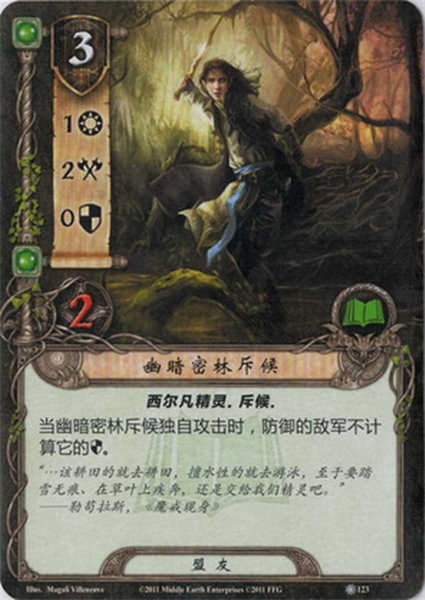 3
1
2
0
2
幽暗密林斥候
西尔凡精灵. 斥候.
当幽暗密林斥候独自攻击时，防御的敌军不计
算它的。
“…该耕田的就去耕田，擅水性的就去游泳，至于要踏
雪无痕、在草叶上疾奔，还是交给我们精灵吧。”
——勒苟拉斯，《魔戒现身》
盟友
Illus. Magali Villeneuve
©2011 Middle Earth Enterprises ©2011 FFG
123